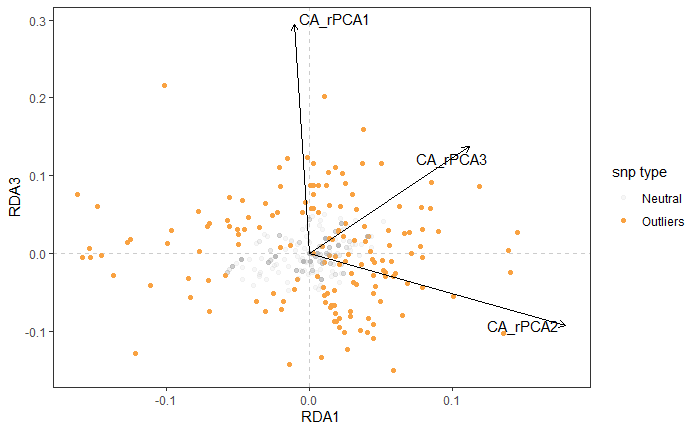 0.3
CA_rPCA1
0.2
snp type
CA_rPCA3
0.1
Neutral
RDA3
Outliers
0.0
CA_rPCA2
-0.1
-0.1
0.0
0.1
RDA1